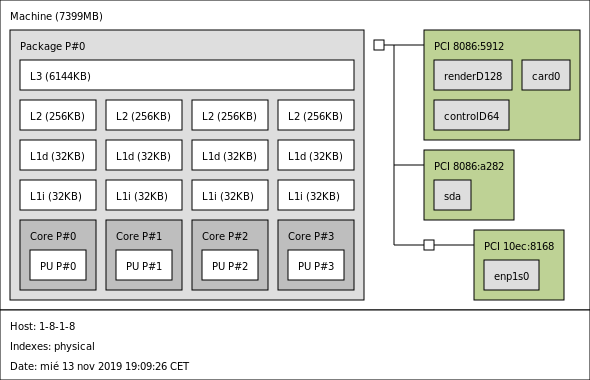 Machine (7399MB)
Package P#0
L3 (6144KB)
L2 (256KB) L2 (256KB) L2 (256KB) L2 (256KB)
L1d (32KB) L1d (32KB) L1d (32KB) L1d (32KB)
L1i (32KB) L1i (32KB) L1i (32KB) L1i (32KB)
Core P#0 Core P#1 Core P#2 Core P#3
PU P#0 PU P#1 PU P#2 PU P#3
PCI 8086:5912
renderD128 card0
controlD64
PCI 8086:a282
sda
PCI 10ec:8168
enp1s0
Host: 1-8-1-8
Indexes: physical
Date: mié 13 nov 2019 19:09:26 CET